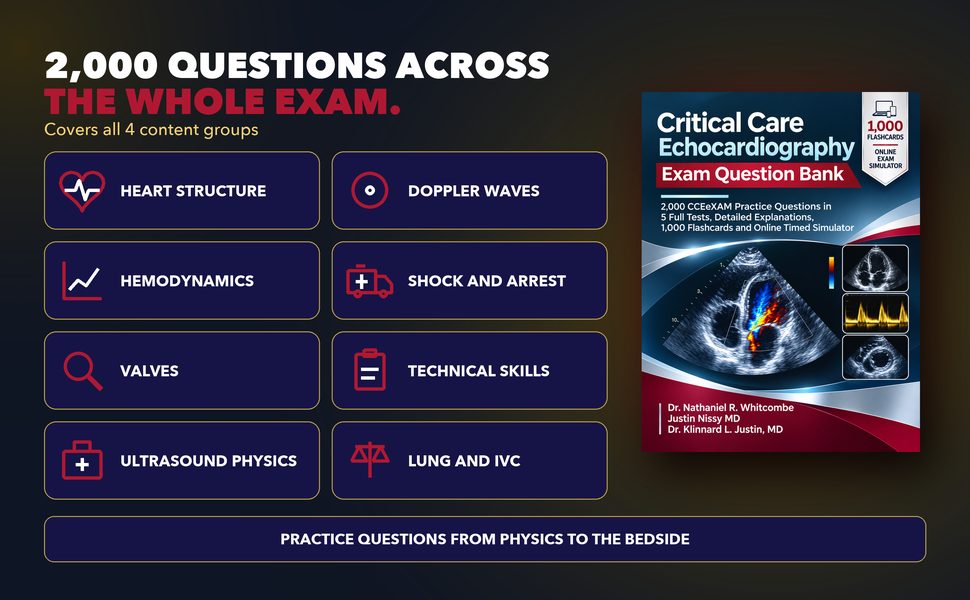 2,000 QUESTIONS ACROSS
THE WHOLE EXAM.
Covers all 4 content groups
HEART STRUCTURE
DOPPLER WAVES
HEMODYNAMICS
SHOCK AND ARREST
VALVES
TECHNICAL SKILLS
ULTRASOUND PHYSICS
LUNG AND IVC
PRACTICE QUESTIONS FROM PHYSICS TO THE BEDSIDE
Critical Care
Echocardiography
Exam Question Bank
1,000
FLASHCARDS
ONLINE
EXAM
SIMULATOR
2,000 CCEeXAM Practice Questions in
5 Full Tests, Detailed Explanations,
1,000 Flashcards and Online Timed Simulator
Dr. Nathaniel R. Whitcombe
Justin Nissy MD
Dr. Klinnard L. Justin, MD